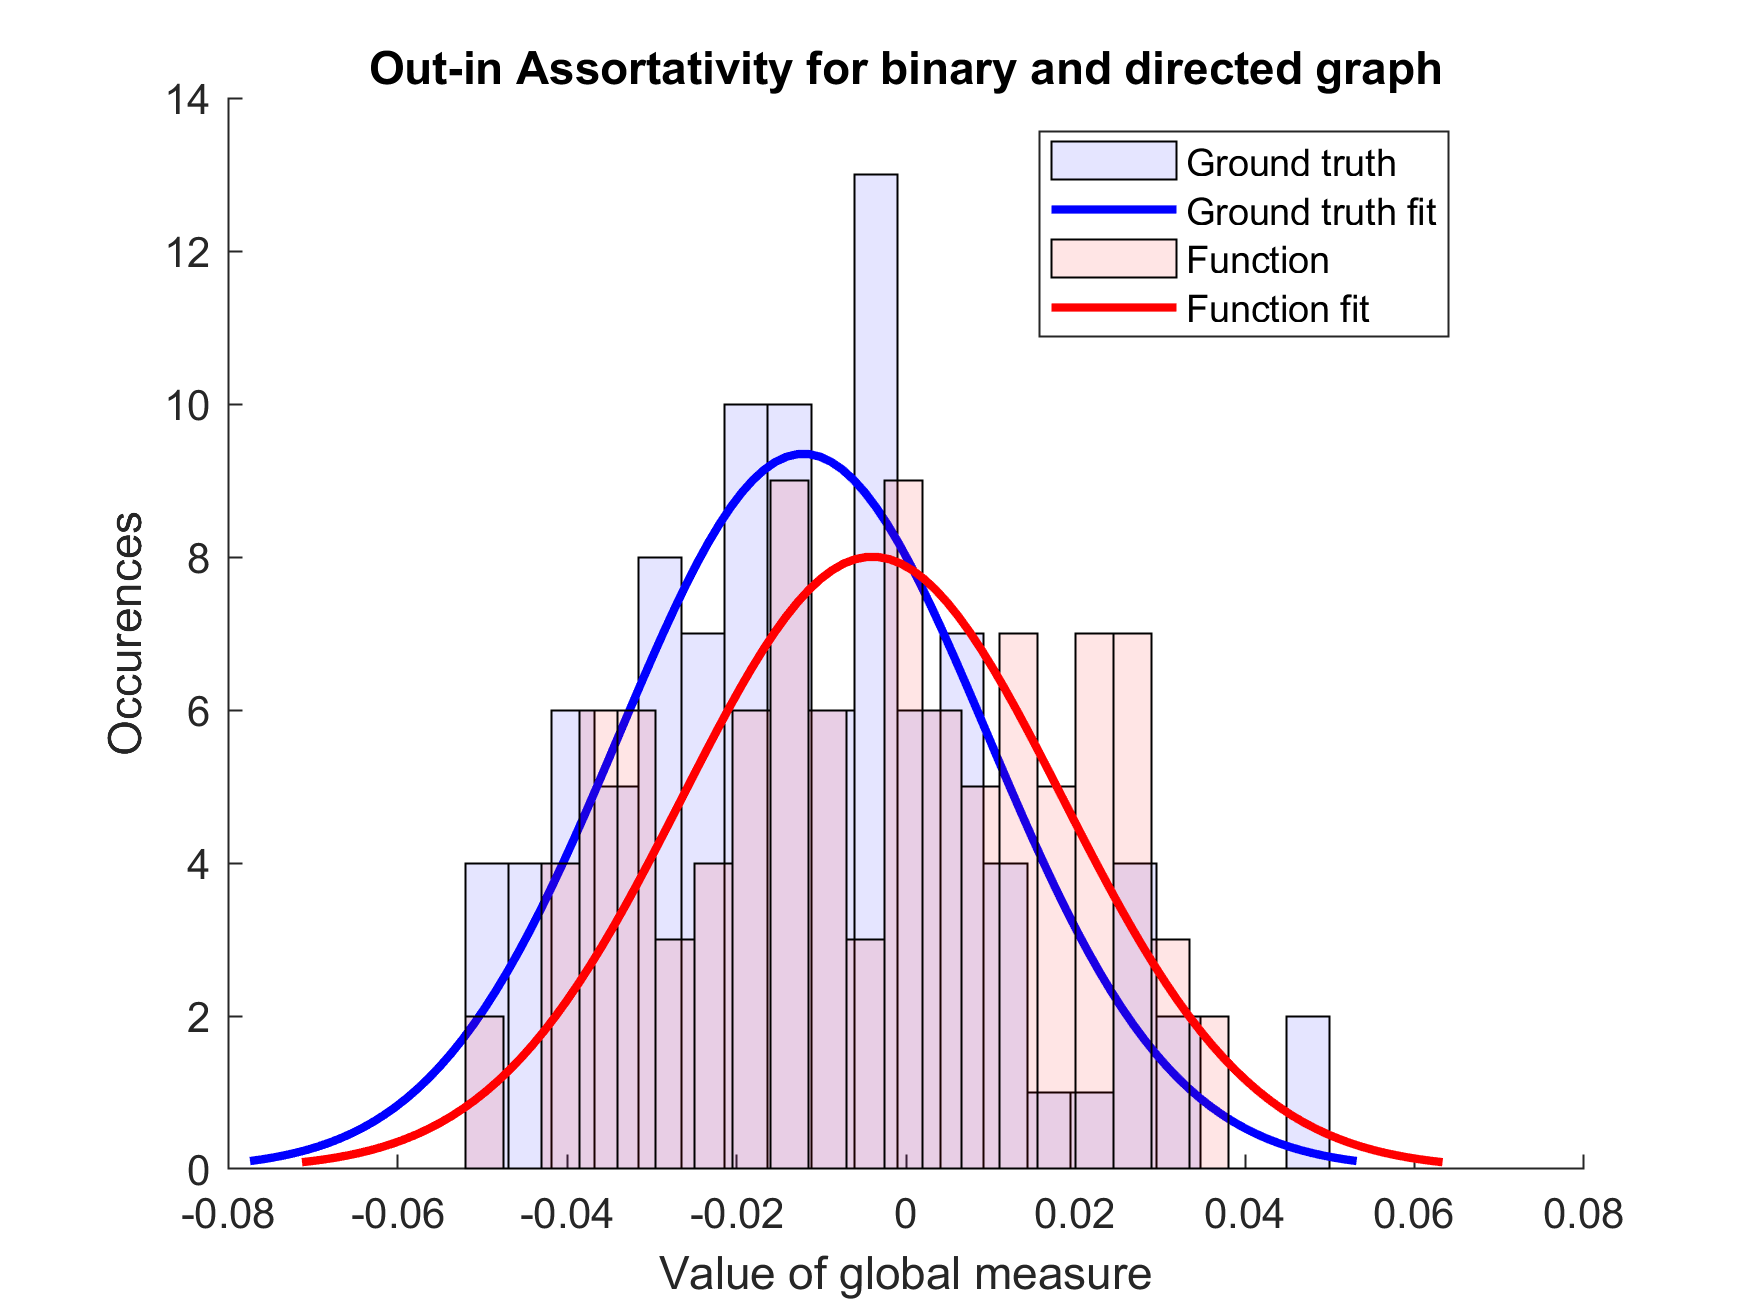 Out-in Assortativity for binary and directed graph
14
12
10
8
6
4
2
0
Occurences
Ground truth
Ground truth fit
Function
Function fit
-0.08 -0.06 -0.04 -0.02 0 0.02 0.04 0.06 0.08
Value of global measure